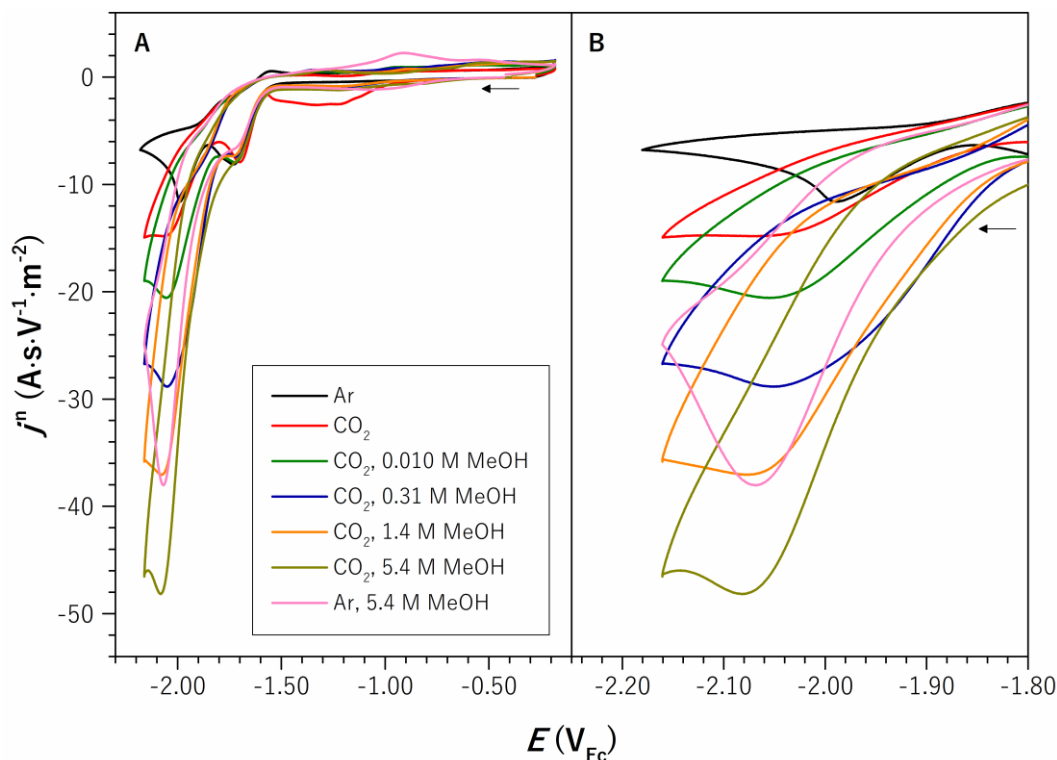 A
B
0
-10
-20
-30
-40
-50
jⁿ (A·s·V⁻¹·m⁻²)
Ar
CO₂
CO₂, 0.010 M MeOH
CO₂, 0.31 M MeOH
CO₂, 1.4 M MeOH
CO₂, 5.4 M MeOH
Ar, 5.4 M MeOH
-2.00 -1.50 -1.00 -0.50
-2.20 -2.10 -2.00 -1.90 -1.80
E (V_Fc)